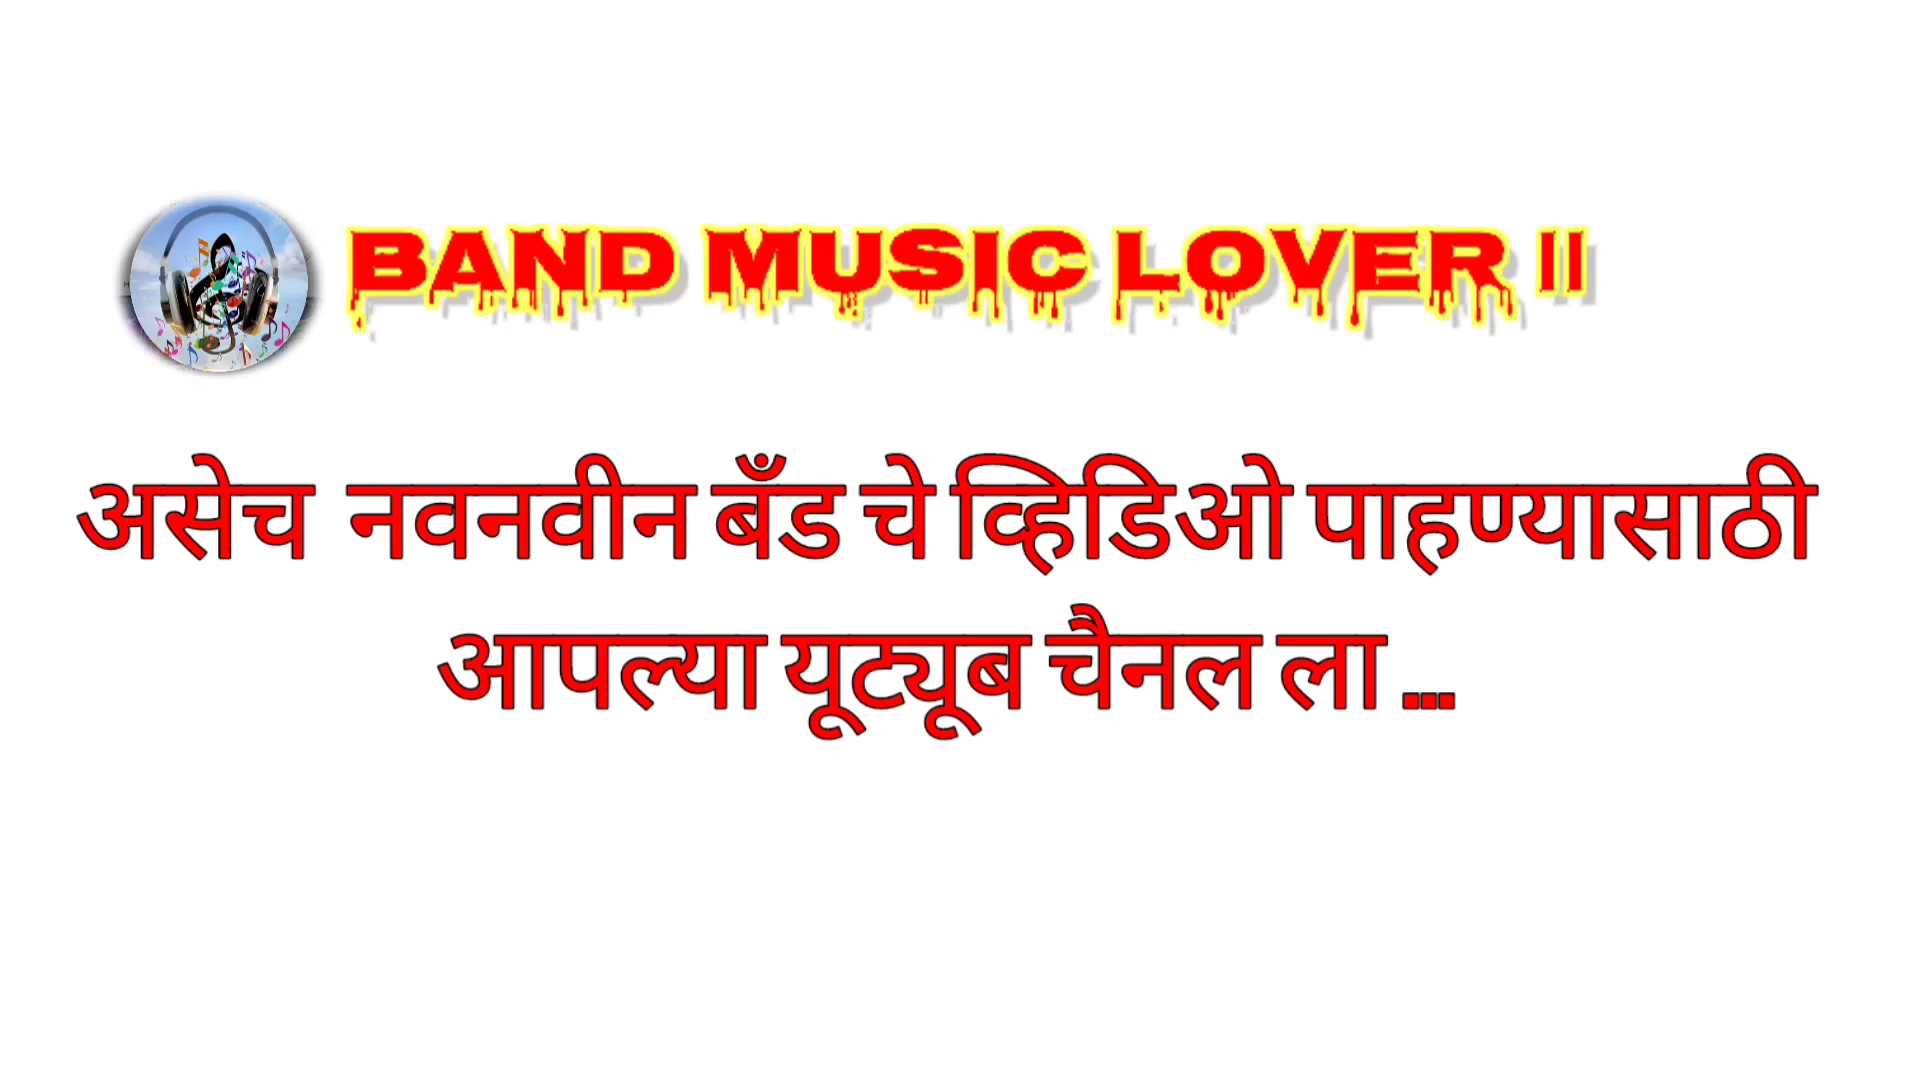 BAND MUSIC LOVER II
असेच नवनवीन बँड चे व्हिडिओ पाहण्यासाठी
आपल्या यूट्यूब चैनल ला ...